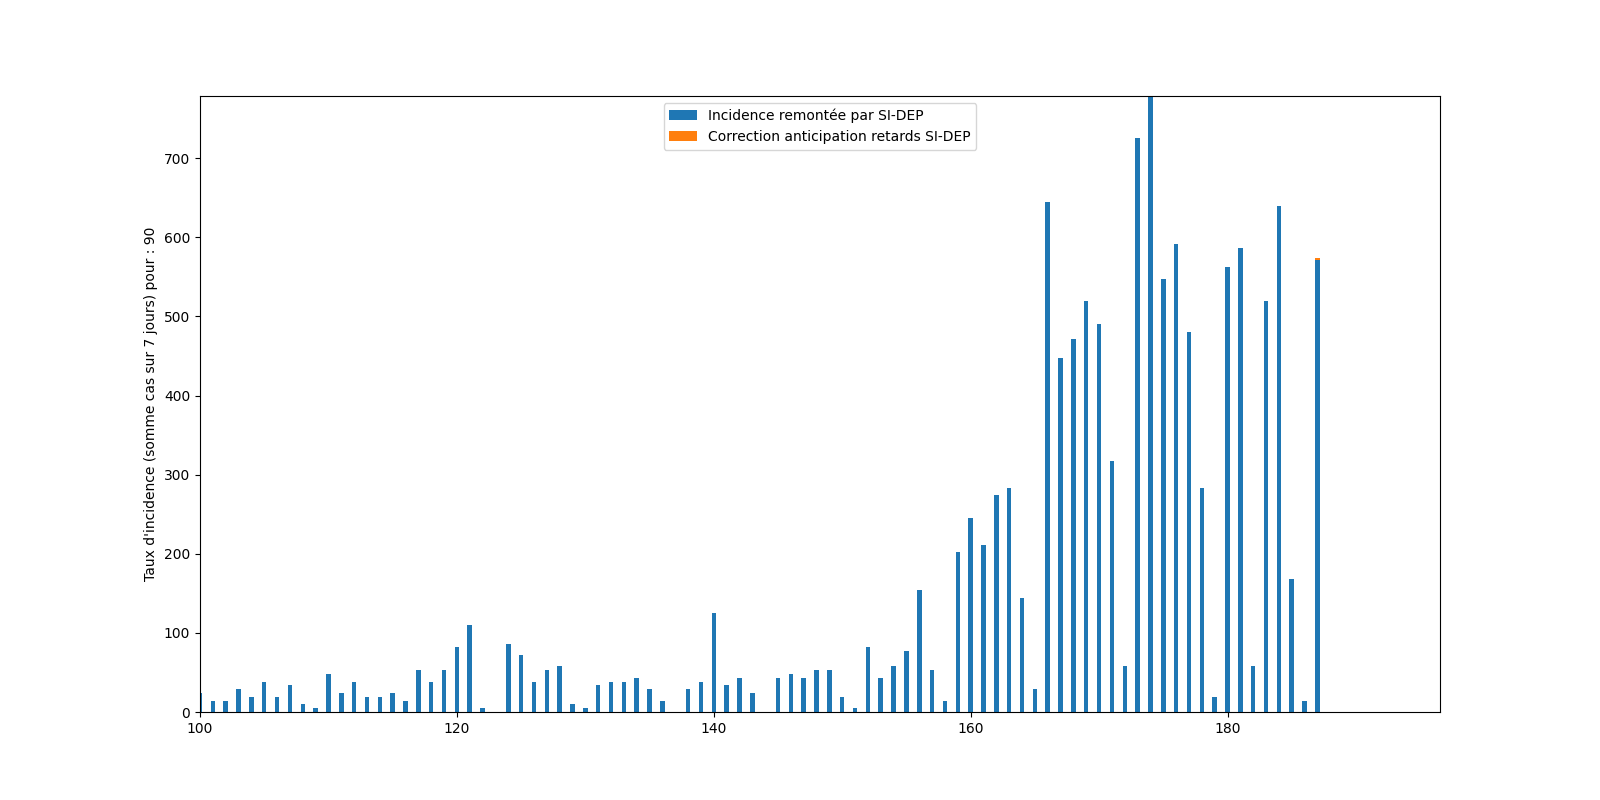 Incidence remontée par SI-DEP
Correction anticipation retards SI-DEP
Taux d'incidence (somme cas sur 7 jours) pour : 90
700
600
500
400
300
200
100
0
100 120 140 160 180